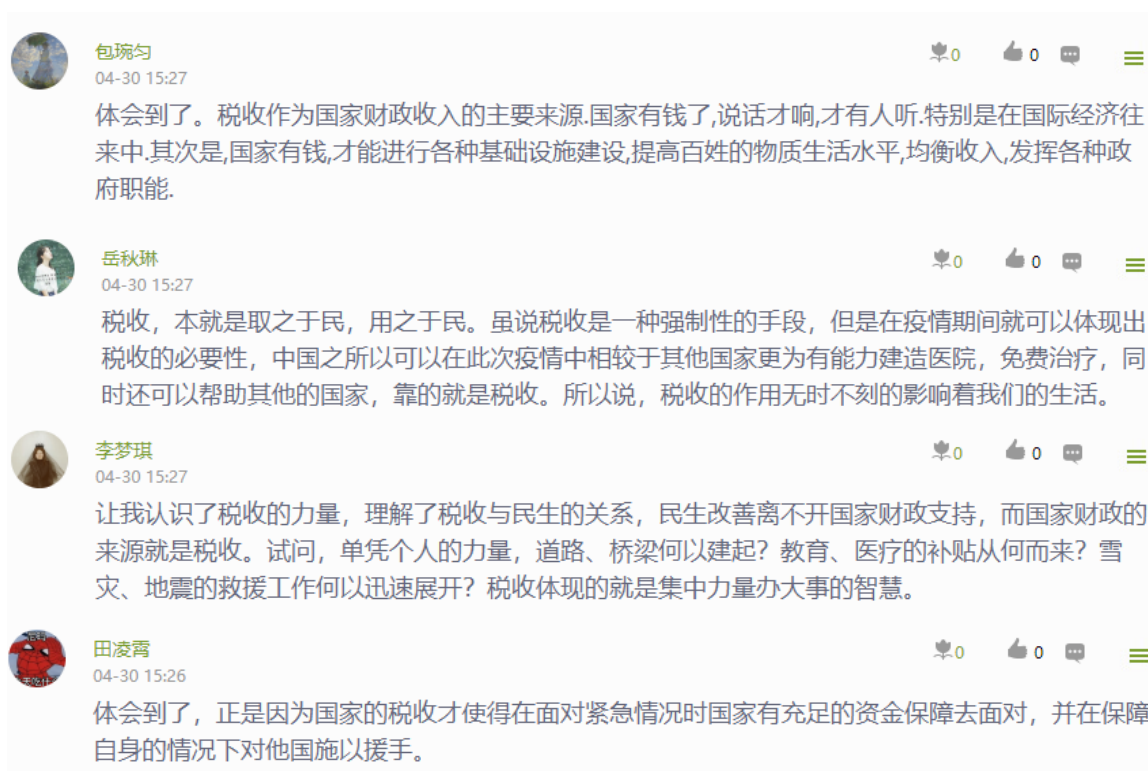 包琬匀
0 0
04-30 15:27
体会到了。税收作为国家财政收入的主要来源.国家有钱了,说话才响,才有人听.特别是在国际经济往
来中.其次是,国家有钱,才能进行各种基础设施建设,提高百姓的物质生活水平,均衡收入,发挥各种政
府职能.
岳秋琳
0 0
04-30 15:27
税收，本就是取之于民，用之于民。虽说税收是一种强制性的手段，但是在疫情期间就可以体现出
税收的必要性，中国之所以可以在此次疫情中相较于其他国家更为有能力建造医院，免费治疗，同
时还可以帮助其他的国家，靠的就是税收。所以说，税收的作用无时不刻的影响着我们的生活。
李梦琪
0 0
04-30 15:27
让我认识了税收的力量，理解了税收与民生的关系，民生改善离不开国家财政支持，而国家财政的
来源就是税收。试问，单凭个人的力量，道路、桥梁何以建起？教育、医疗的补贴从何而来？雪
灾、地震的救援工作何以迅速展开？税收体现的就是集中力量办大事的智慧。
田凌霄
0 0
04-30 15:26
体会到了，正是因为国家的税收才使得在面对紧急情况时国家有充足的资金保障去面对，并在保障
自身的情况下对他国施以援手。